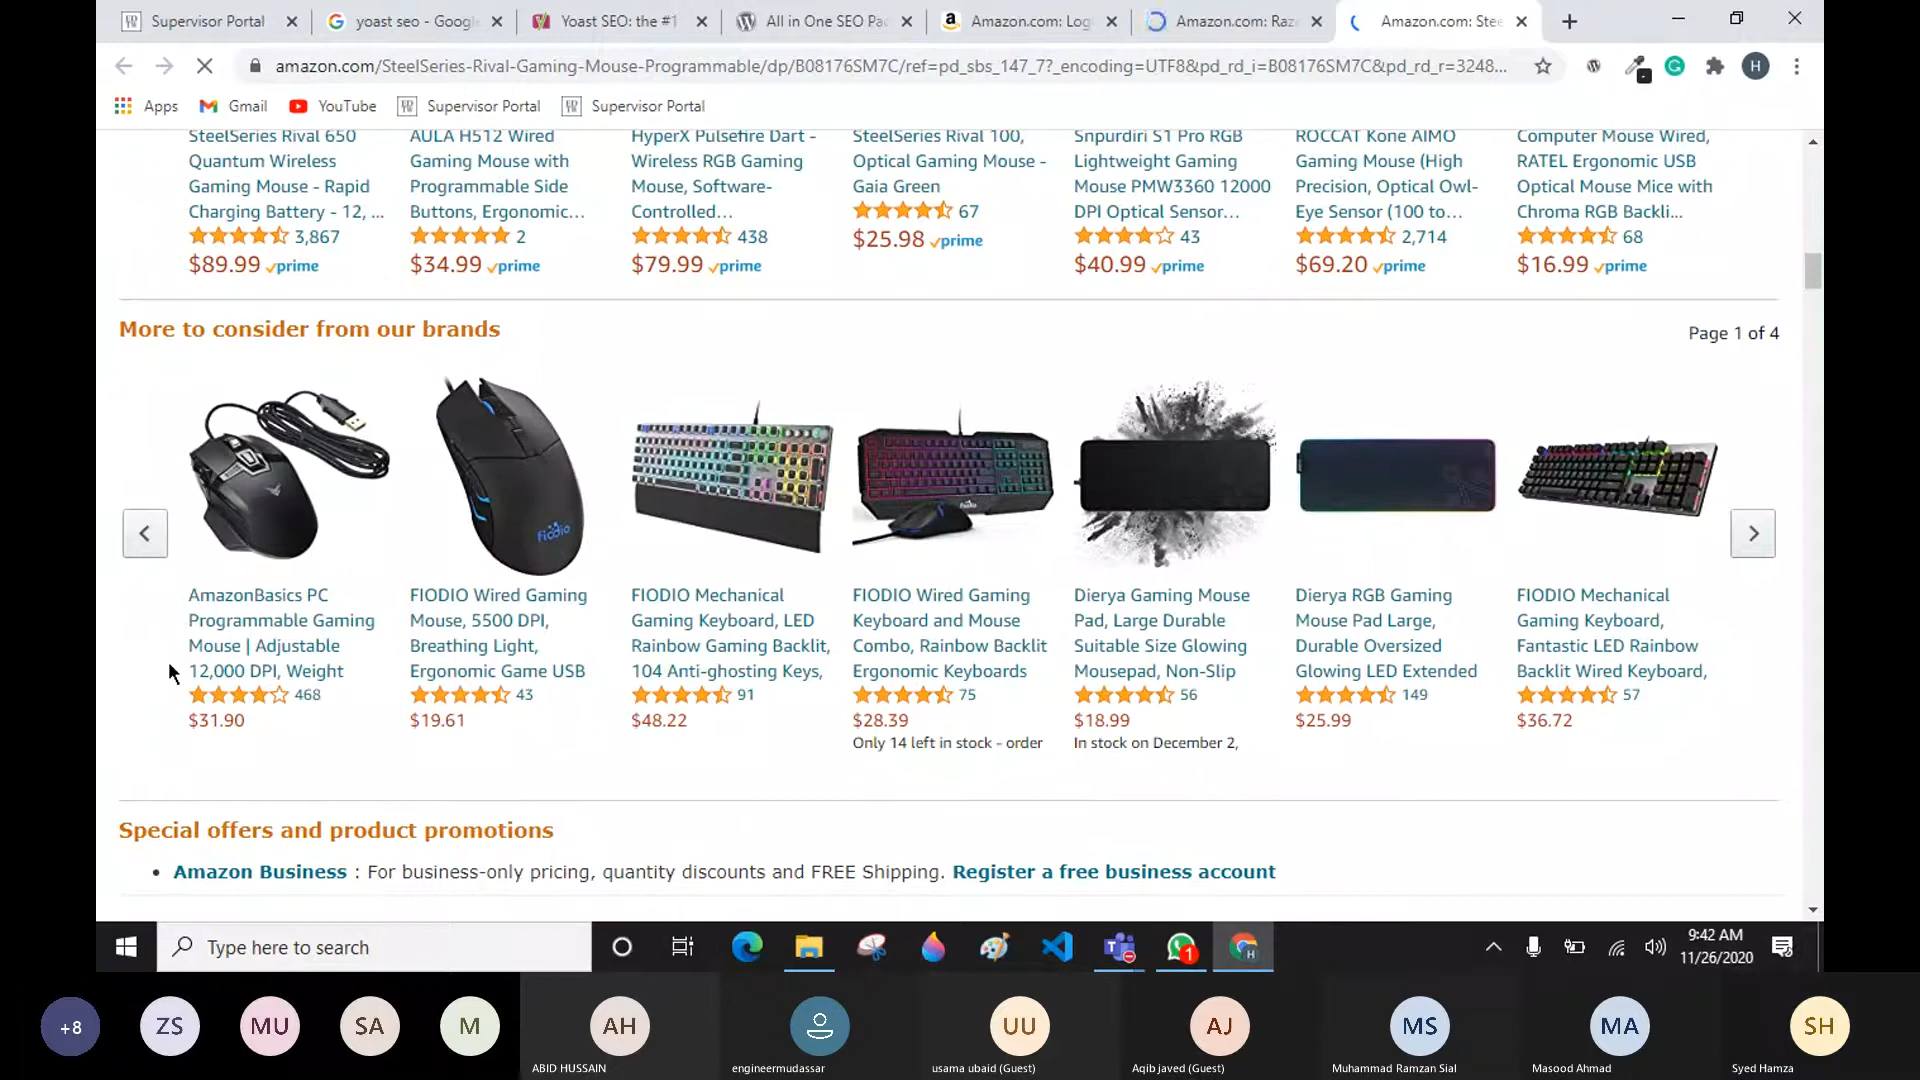 Supervisor Portal
yoast seo - Google
Yoast SEO: the #1
All in One SEO Pa
Amazon.com: Log
Amazon.com: Raz
Amazon.com: Stee
amazon.com/SteelSeries-Rival-Gaming-Mouse-Programmable/dp/B08176SM7C/ref=pd_sbs_147_7?_encoding=UTF8&pd_rd_i=B08176SM7C&pd_rd_r=3248...
H
Apps
Gmail
YouTube
Supervisor Portal
Supervisor Portal
SteelSeries Rival 650
Quantum Wireless
Gaming Mouse - Rapid
Charging Battery - 12, ...
3,867
$89.99 prime
AULA H512 Wired
Gaming Mouse with
Programmable Side
Buttons, Ergonomic...
2
$34.99 prime
HyperX Pulsefire Dart -
Wireless RGB Gaming
Mouse, Software-
Controlled...
438
$79.99 prime
SteelSeries Rival 100,
Optical Gaming Mouse -
Gaia Green
67
$25.98 prime
Snpurdiri S1 Pro RGB
Lightweight Gaming
Mouse PMW3360 12000
DPI Optical Sensor...
43
$40.99 prime
ROCCAT Kone AIMO
Gaming Mouse (High
Precision, Optical Owl-
Eye Sensor (100 to...
2,714
$69.20 prime
Computer Mouse Wired,
RATEL Ergonomic USB
Optical Mouse Mice with
Chroma RGB Backli...
68
$16.99 prime
More to consider from our brands
Page 1 of 4
Fiodio
AmazonBasics PC
Programmable Gaming
Mouse | Adjustable
12,000 DPI, Weight
468
$31.90
FIODIO Wired Gaming
Mouse, 5500 DPI,
Breathing Light,
Ergonomic Game USB
43
$19.61
FIODIO Mechanical
Gaming Keyboard, LED
Rainbow Gaming Backlit,
104 Anti-ghosting Keys,
91
$48.22
FIODIO Wired Gaming
Keyboard and Mouse
Combo, Rainbow Backlit
Ergonomic Keyboards
75
$28.39
Only 14 left in stock - order
Dierya Gaming Mouse
Pad, Large Durable
Suitable Size Glowing
Mousepad, Non-Slip
56
$18.99
In stock on December 2,
Dierya RGB Gaming
Mouse Pad Large,
Durable Oversized
Glowing LED Extended
149
$25.99
FIODIO Mechanical
Gaming Keyboard,
Fantastic LED Rainbow
Backlit Wired Keyboard,
57
$36.72
Special offers and product promotions
Amazon Business : For business-only pricing, quantity discounts and FREE Shipping. Register a free business account
Type here to search
1
H
9:42 AM
11/26/2020
+8
ZS
MU
SA
M
AH
UU
AJ
MS
MA
SH
ABID HUSSAIN
engineermudassar
usama ubaid (Guest)
Aqib javed (Guest)
Muhammad Ramzan Sial
Masood Ahmad
Syed Hamza